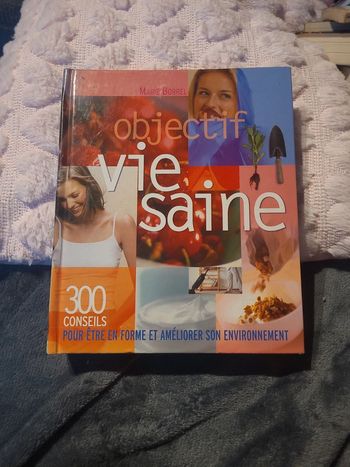 MARIE BORREL
objectif
vie
saine
300
CONSEILS
POUR ÊTRE EN FORME ET AMÉLIORER SON ENVIRONNEMENT